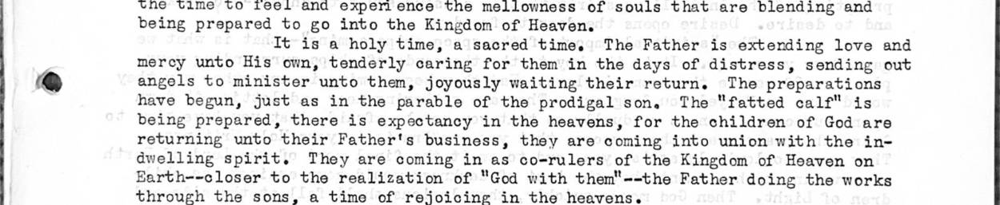 the time to feel and experience the mellowness of souls that are blending and
being prepared to go into the Kingdom of Heaven.
It is a holy time, a sacred time. The Father is extending love and
mercy unto His own, tenderly caring for them in the days of distress, sending out
angels to minister unto them, joyously waiting their return. The preparations
have begun, just as in the parable of the prodigal son. The "fatted calf" is
being prepared, there is expectancy in the heavens, for the children of God are
returning unto their Father's business, they are coming into union with the in-
dwelling spirit. They are coming in as co-rulers of the Kingdom of Heaven on
Earth--closer to the realization of "God with them"--the Father doing the works
through the sons, a time of rejoicing in the heavens.